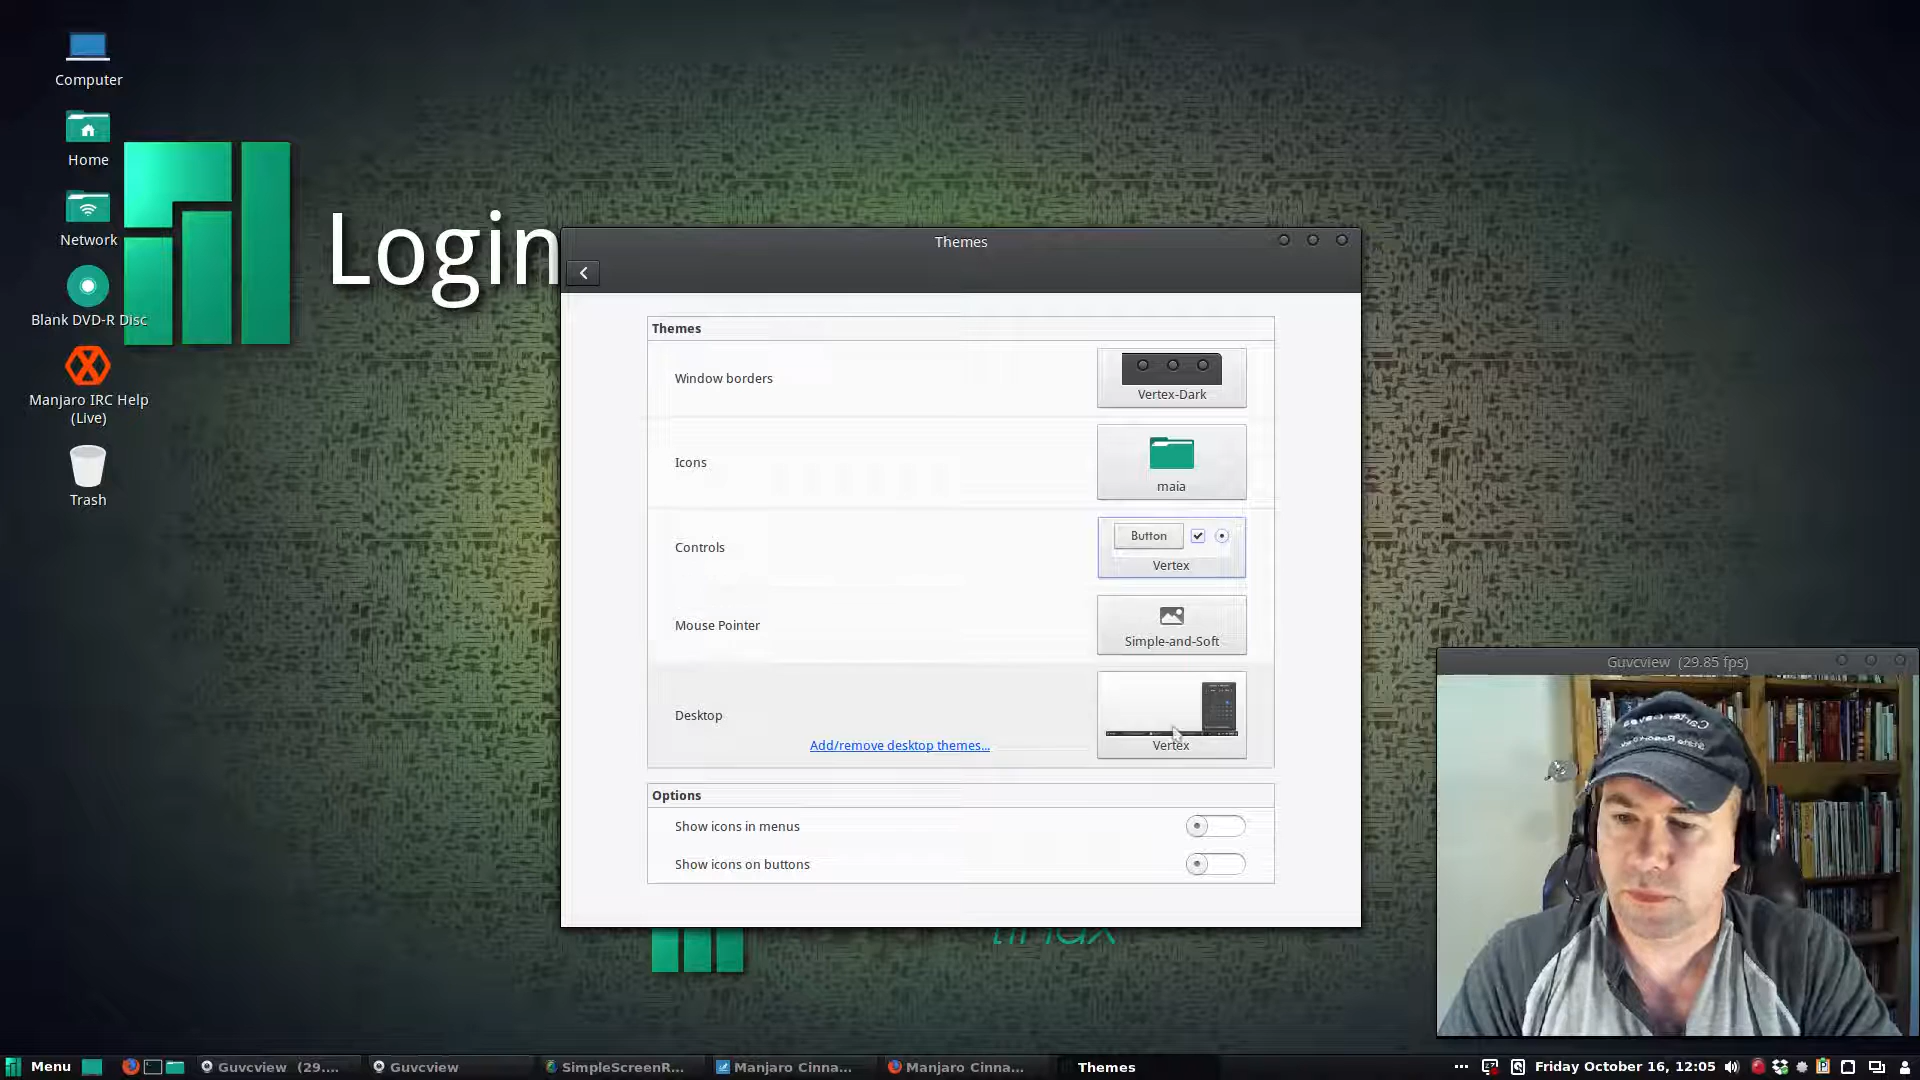 Computer
Home
Network
Blank DVD-R Disc
Manjaro IRC Help
(Live)
Trash
Login
Themes
Themes
Window borders
Vertex-Dark
Icons
maia
Controls
Button
Vertex
Mouse Pointer
Simple-and-Soft
Desktop
Add/remove desktop themes...
Vertex
Options
Show icons in menus
Show icons on buttons
Guvcview (29.85 fps)
Menu
Guvcview (29....
Guvcview
SimpleScreenR...
Manjaro Cinna...
Manjaro Cinna...
Themes
Friday October 16, 12:05